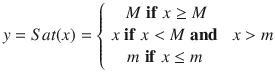 M if x ≥ M
y = Sat(x) = { x if x < M and x > m
m if x ≤ m